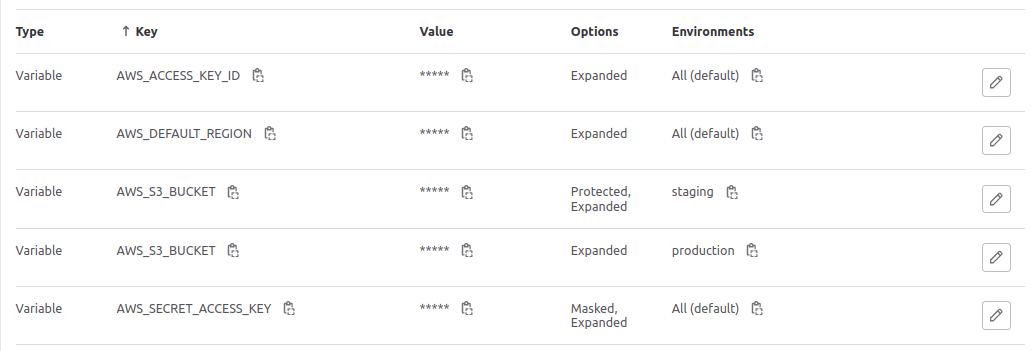 Type Key Value Options Environments
Variable AWS_ACCESS_KEY_ID ***** Expanded All (default)
Variable AWS_DEFAULT_REGION ***** Expanded All (default)
Variable AWS_S3_BUCKET ***** Protected, staging
Expanded
Variable AWS_S3_BUCKET ***** Expanded production
Variable AWS_SECRET_ACCESS_KEY ***** Masked, All (default)
Expanded